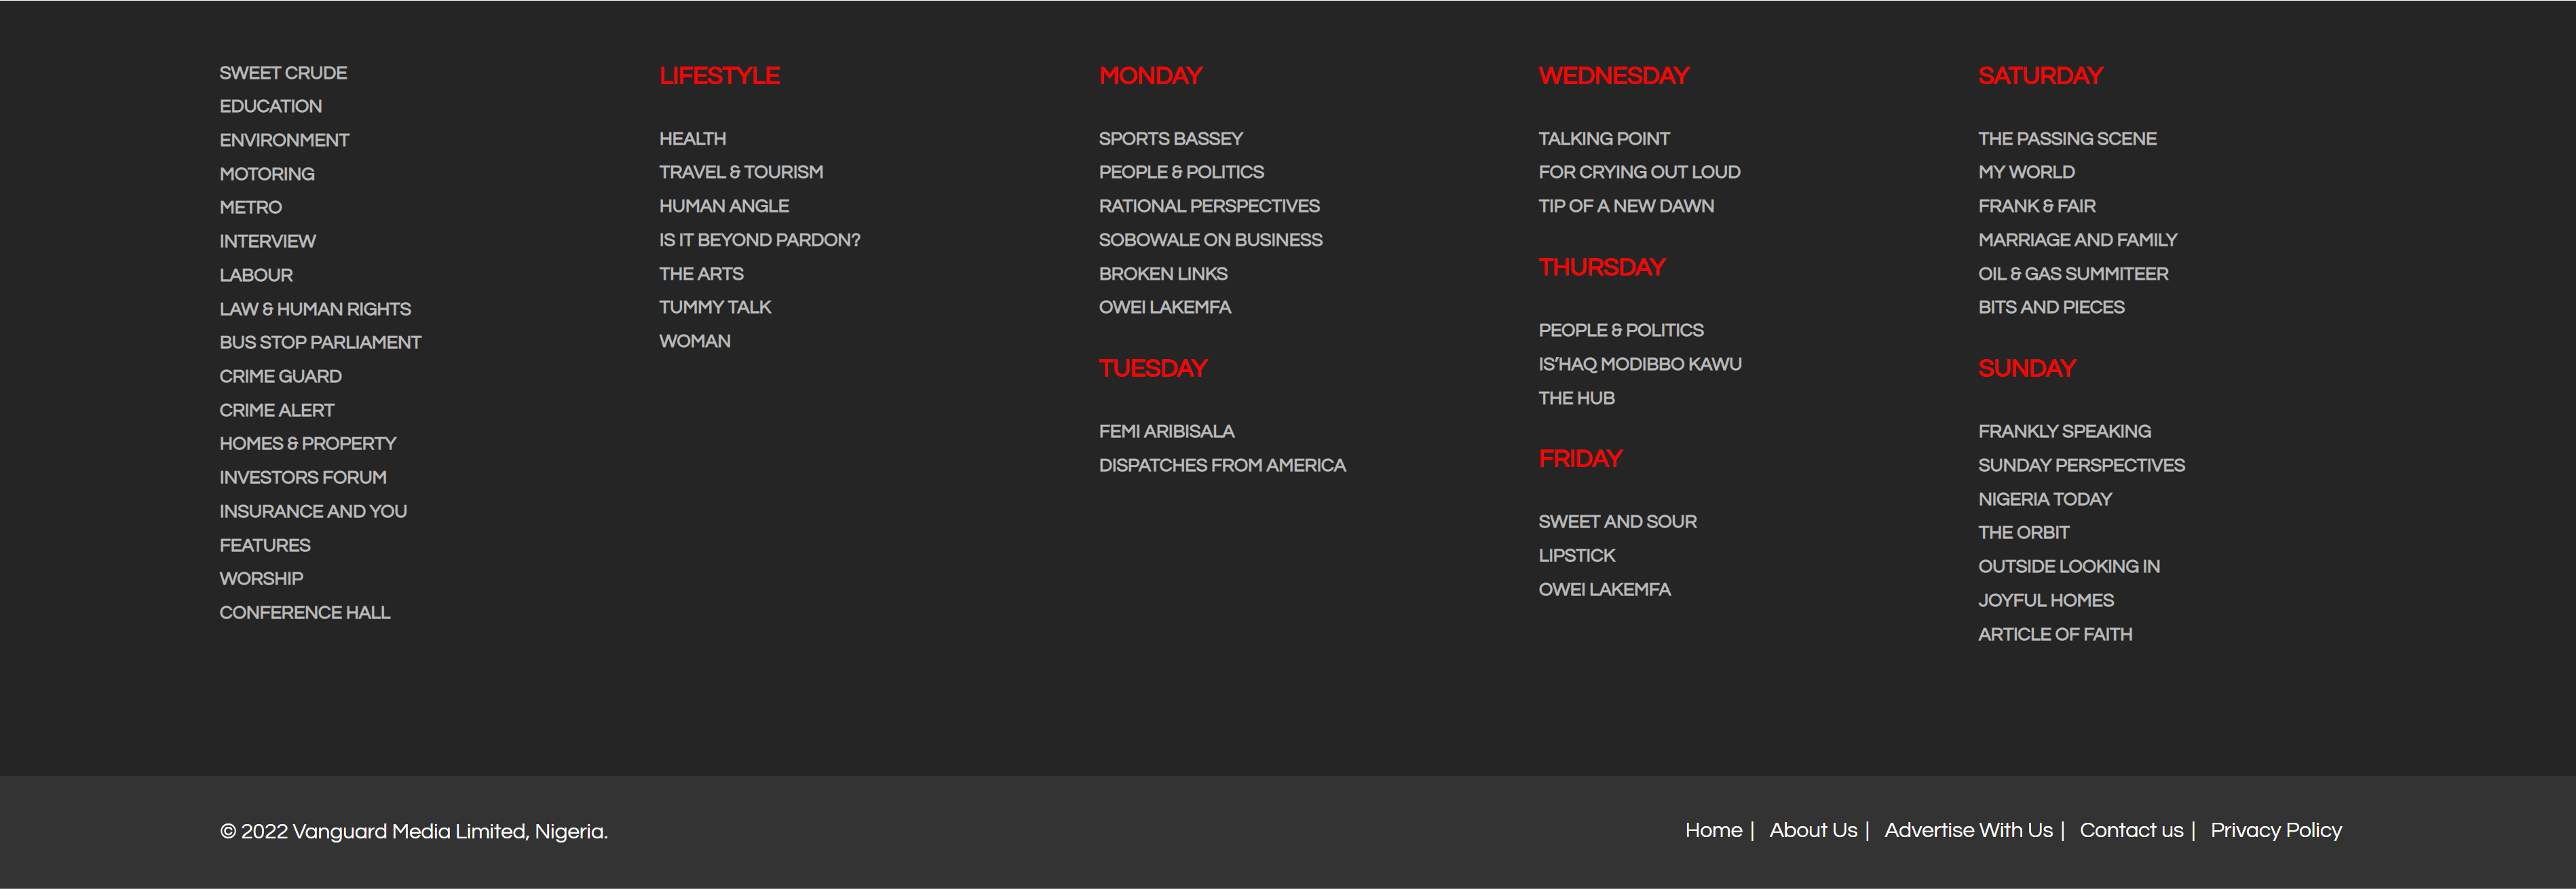 SWEET CRUDE
EDUCATION
ENVIRONMENT
MOTORING
METRO
INTERVIEW
LABOUR
LAW & HUMAN RIGHTS
BUS STOP PARLIAMENT
CRIME GUARD
CRIME ALERT
HOMES & PROPERTY
INVESTORS FORUM
INSURANCE AND YOU
FEATURES
WORSHIP
CONFERENCE HALL
LIFESTYLE
HEALTH
TRAVEL & TOURISM
HUMAN ANGLE
IS IT BEYOND PARDON?
THE ARTS
TUMMY TALK
WOMAN
MONDAY
SPORTS BASSEY
PEOPLE & POLITICS
RATIONAL PERSPECTIVES
SOBOWALE ON BUSINESS
BROKEN LINKS
OWEI LAKEMFA
TUESDAY
FEMI ARIBISALA
DISPATCHES FROM AMERICA
WEDNESDAY
TALKING POINT
FOR CRYING OUT LOUD
TIP OF A NEW DAWN
THURSDAY
PEOPLE & POLITICS
IS’HAQ MODIBBO KAWU
THE HUB
FRIDAY
SWEET AND SOUR
LIPSTICK
OWEI LAKEMFA
SATURDAY
THE PASSING SCENE
MY WORLD
FRANK & FAIR
MARRIAGE AND FAMILY
OIL & GAS SUMMITEER
BITS AND PIECES
SUNDAY
FRANKLY SPEAKING
SUNDAY PERSPECTIVES
NIGERIA TODAY
THE ORBIT
OUTSIDE LOOKING IN
JOYFUL HOMES
ARTICLE OF FAITH
© 2022 Vanguard Media Limited, Nigeria.
Home | About Us | Advertise With Us | Contact us | Privacy Policy